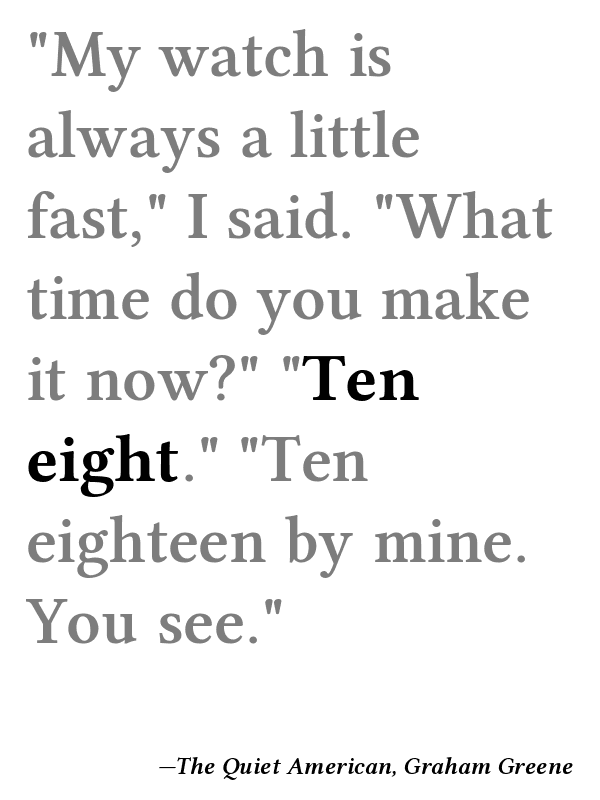 "My watch is
always a little
fast," I said. "What
time do you make
it now?" "Ten
eight." "Ten
eighteen by mine.
You see."
—The Quiet American, Graham Greene